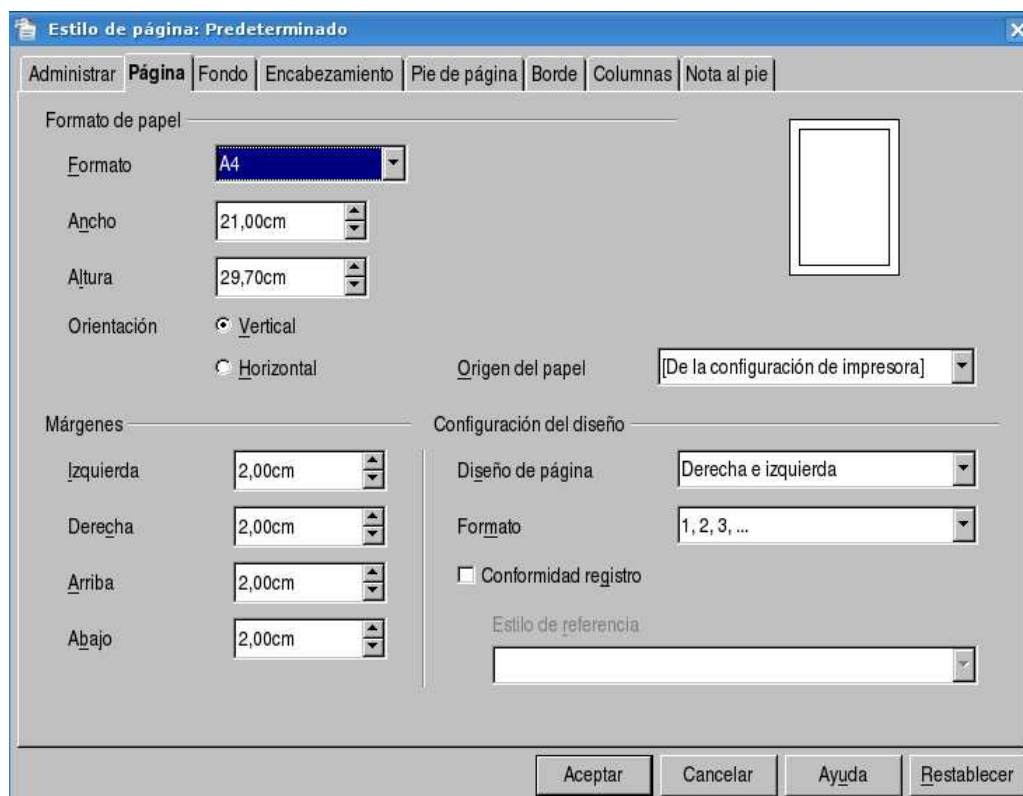 Estilo de página: Predeterminado
Administrar Página Fondo Encabezamiento Pie de página Borde Columnas Nota al pie
Formato de papel
Formato A4
Ancho 21,00cm
Altura 29,70cm
Orientación Vertical
Horizontal Origen del papel [De la configuración de impresora]
Márgenes Configuración del diseño
Izquierda 2,00cm Diseño de página Derecha e izquierda
Derecha 2,00cm Formato 1, 2, 3, ...
Arriba 2,00cm Conformidad registro
Abajo 2,00cm Estilo de referencia
Aceptar Cancelar Ayuda Restablecer